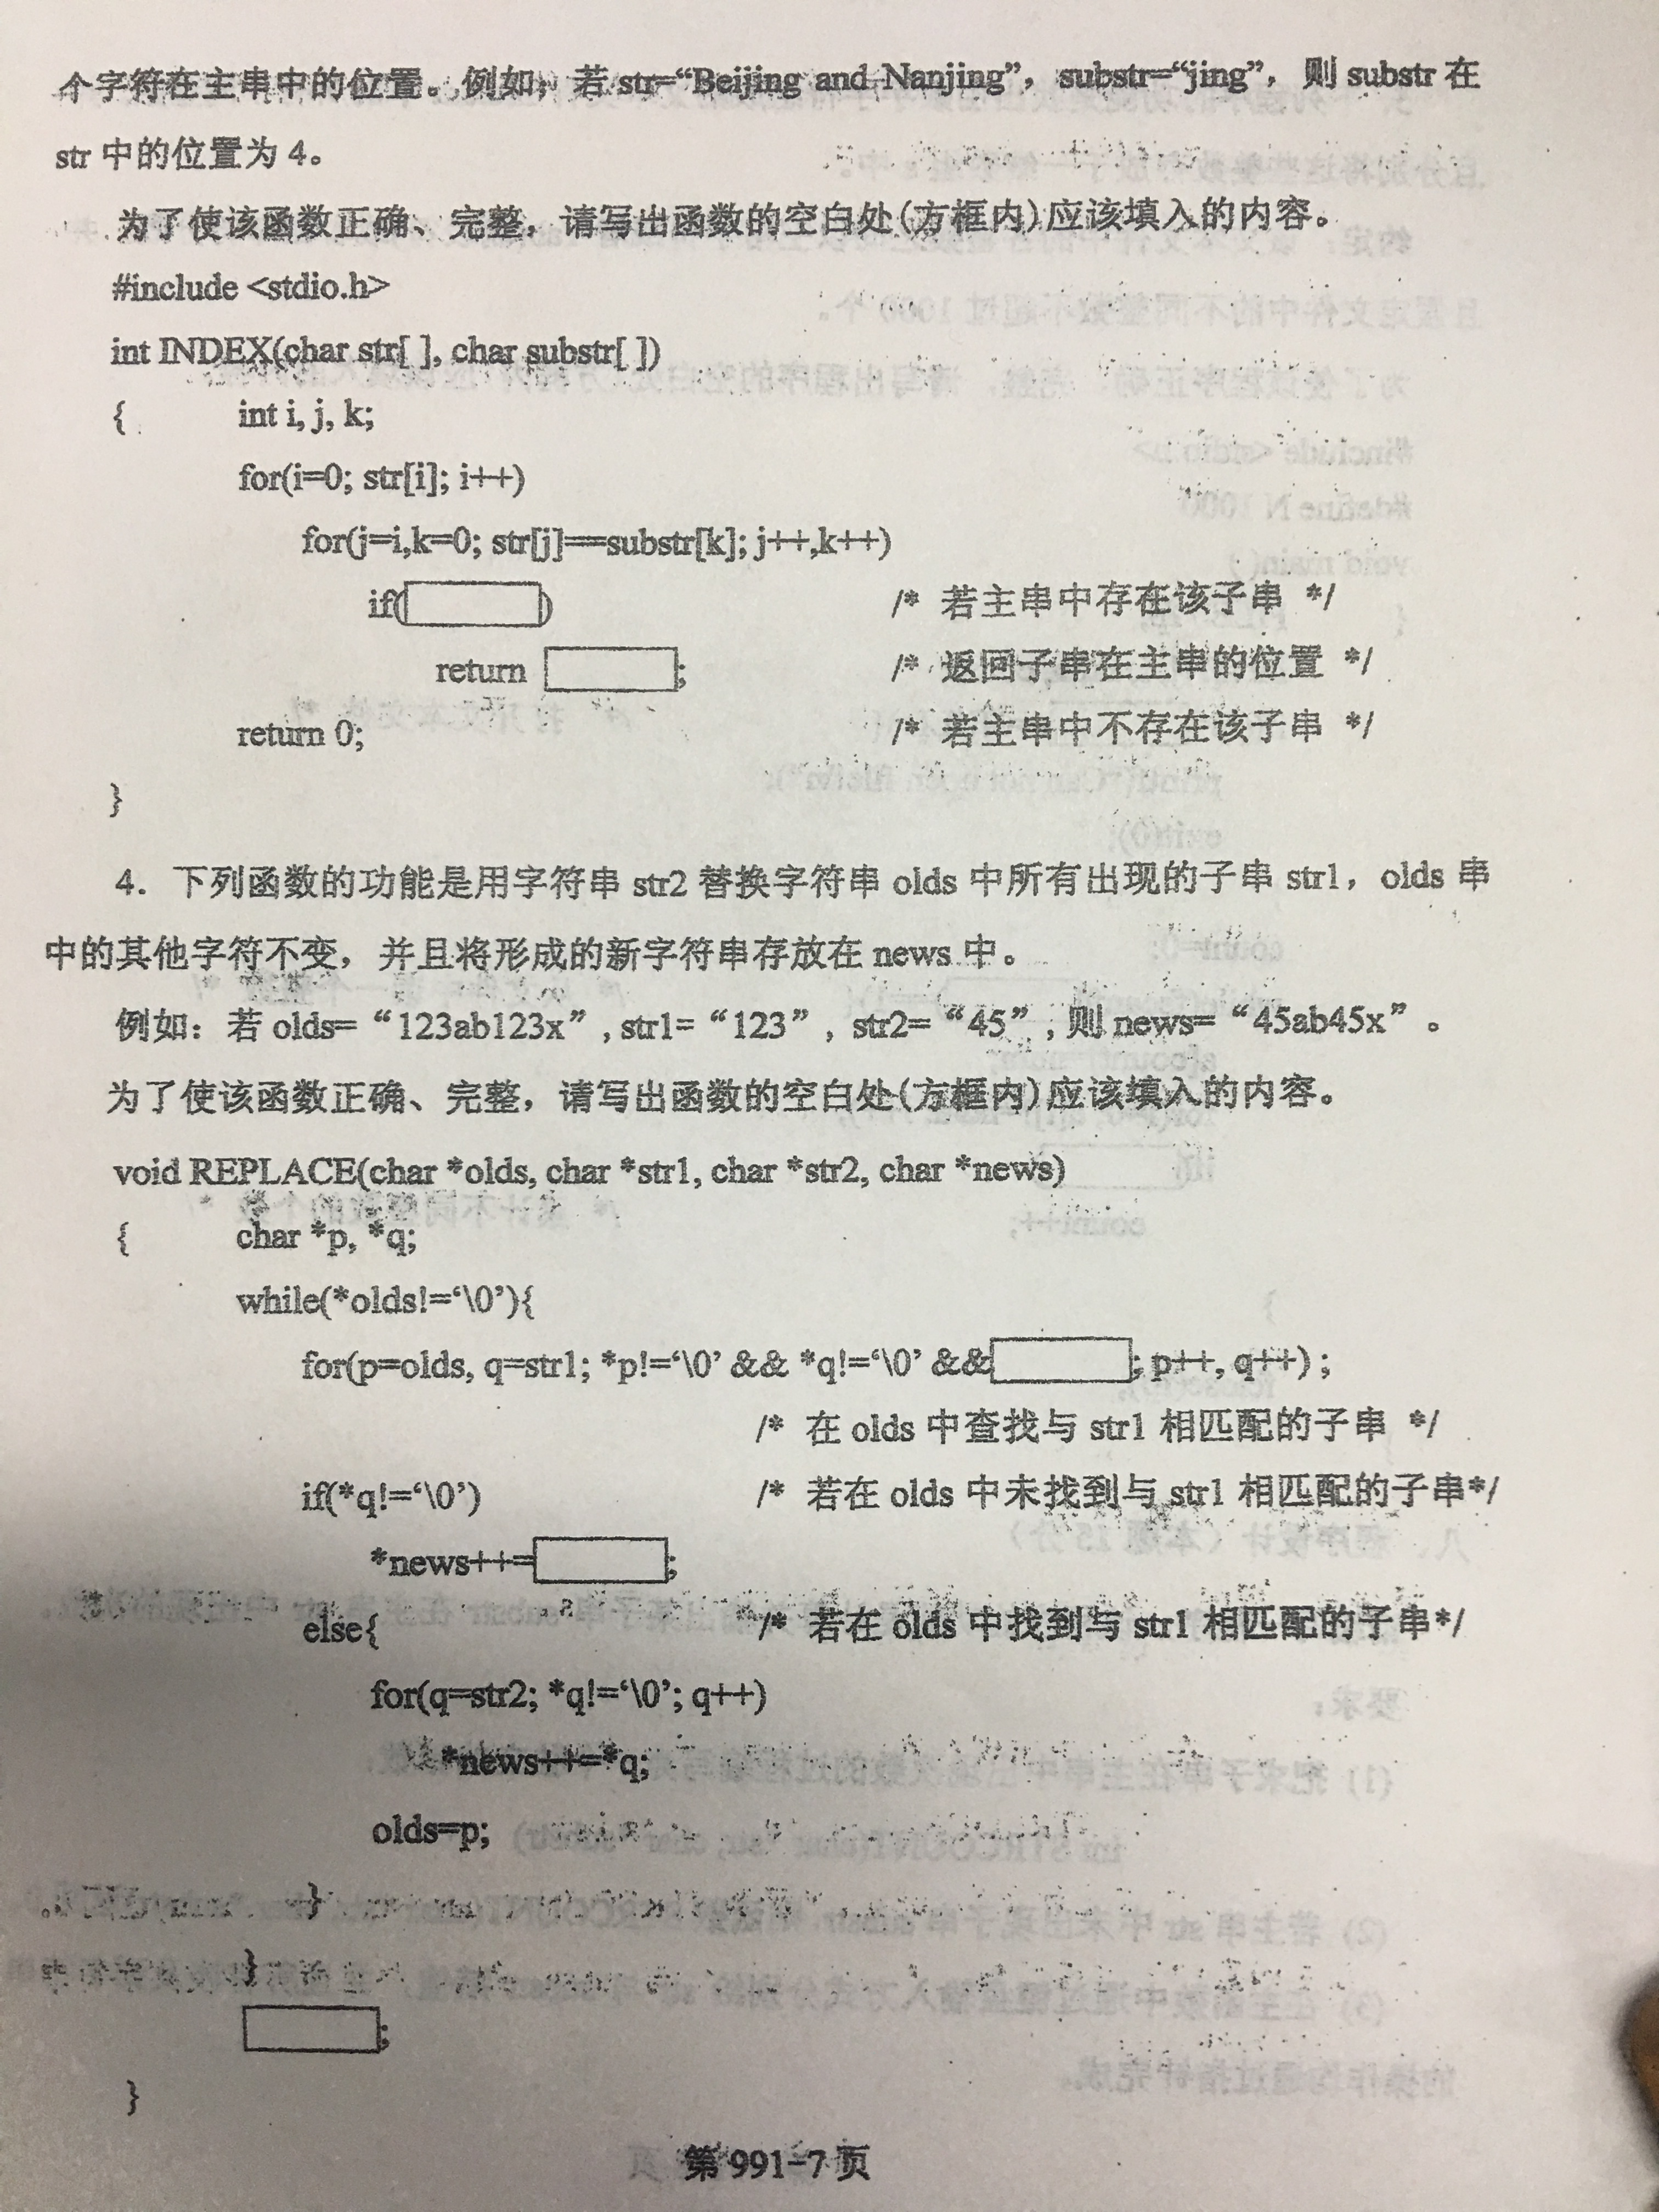 个字符在主串中的位置。例如，若 str=“Beijing and Nanjing”，substr=“jing”，则 substr 在
str 中的位置为 4。
为了使该函数正确、完整，请写出函数的空白处(方框内)应该填入的内容。
#include <stdio.h>
int INDEX(char str[ ], char substr[ ])
{ int i, j, k;
for(i=0; str[i]; i++)
for(j=i,k=0; str[j]==substr[k]; j++,k++)
if( ) /* 若主串中存在该子串 */
return ; /* 返回子串在主串的位置 */
return 0; /* 若主串中不存在该子串 */
}
4. 下列函数的功能是用字符串 str2 替换字符串 olds 中所有出现的子串 str1，olds 串
中的其他字符不变，并且将形成的新字符串存放在 news 中。
例如：若 olds=“123ab123x”, str1=“123”, str2=“45”, 则 news=“45ab45x”。
为了使该函数正确、完整，请写出函数的空白处(方框内)应该填入的内容。
void REPLACE(char *olds, char *str1, char *str2, char *news)
{ char *p, *q;
while(*olds!=‘\0’){
for(p=olds, q=str1; *p!=‘\0’ && *q!=‘\0’ && ; p++, q++) ;
/* 在 olds 中查找与 str1 相匹配的子串 */
if(*q!=‘\0’) /* 若在 olds 中未找到与 str1 相匹配的子串*/
*news++= ;
else{ /* 若在 olds 中找到与 str1 相匹配的子串*/
for(q=str2; *q!=‘\0’; q++)
*news++=*q;
olds=p;
}
}
;
}
第 991-7 页